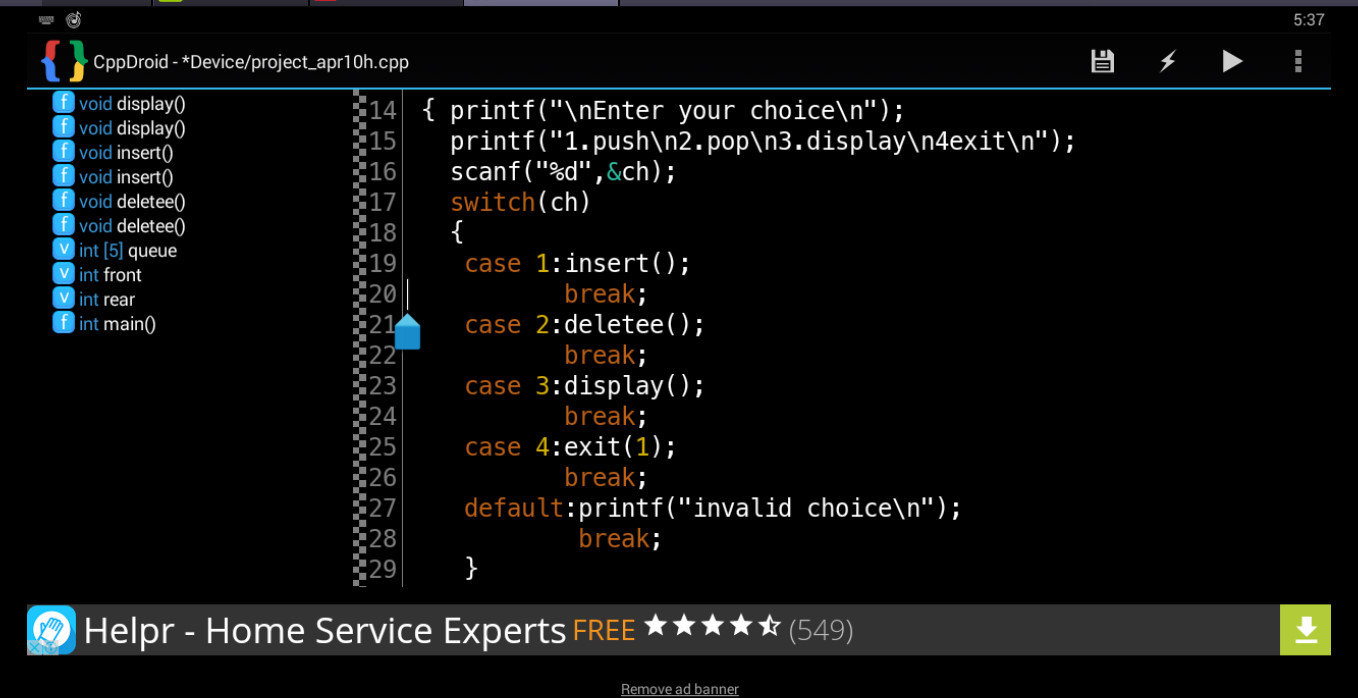 5:37
CppDroid - *Device/project_apr10h.cpp
f void display()
f void display()
f void insert()
f void insert()
f void deletee()
f void deletee()
v int [5] queue
v int front
v int rear
f int main()
14 { printf("\nEnter your choice\n");
15 printf("1.push\n2.pop\n3.display\n4exit\n");
16 scanf("%d",&ch);
17 switch(ch)
18 {
19 case 1:insert();
20 break;
21 case 2:deletee();
22 break;
23 case 3:display();
24 break;
25 case 4:exit(1);
26 break;
27 default:printf("invalid choice\n");
28 break;
29 }
Helpr - Home Service Experts FREE (549)
Remove ad banner